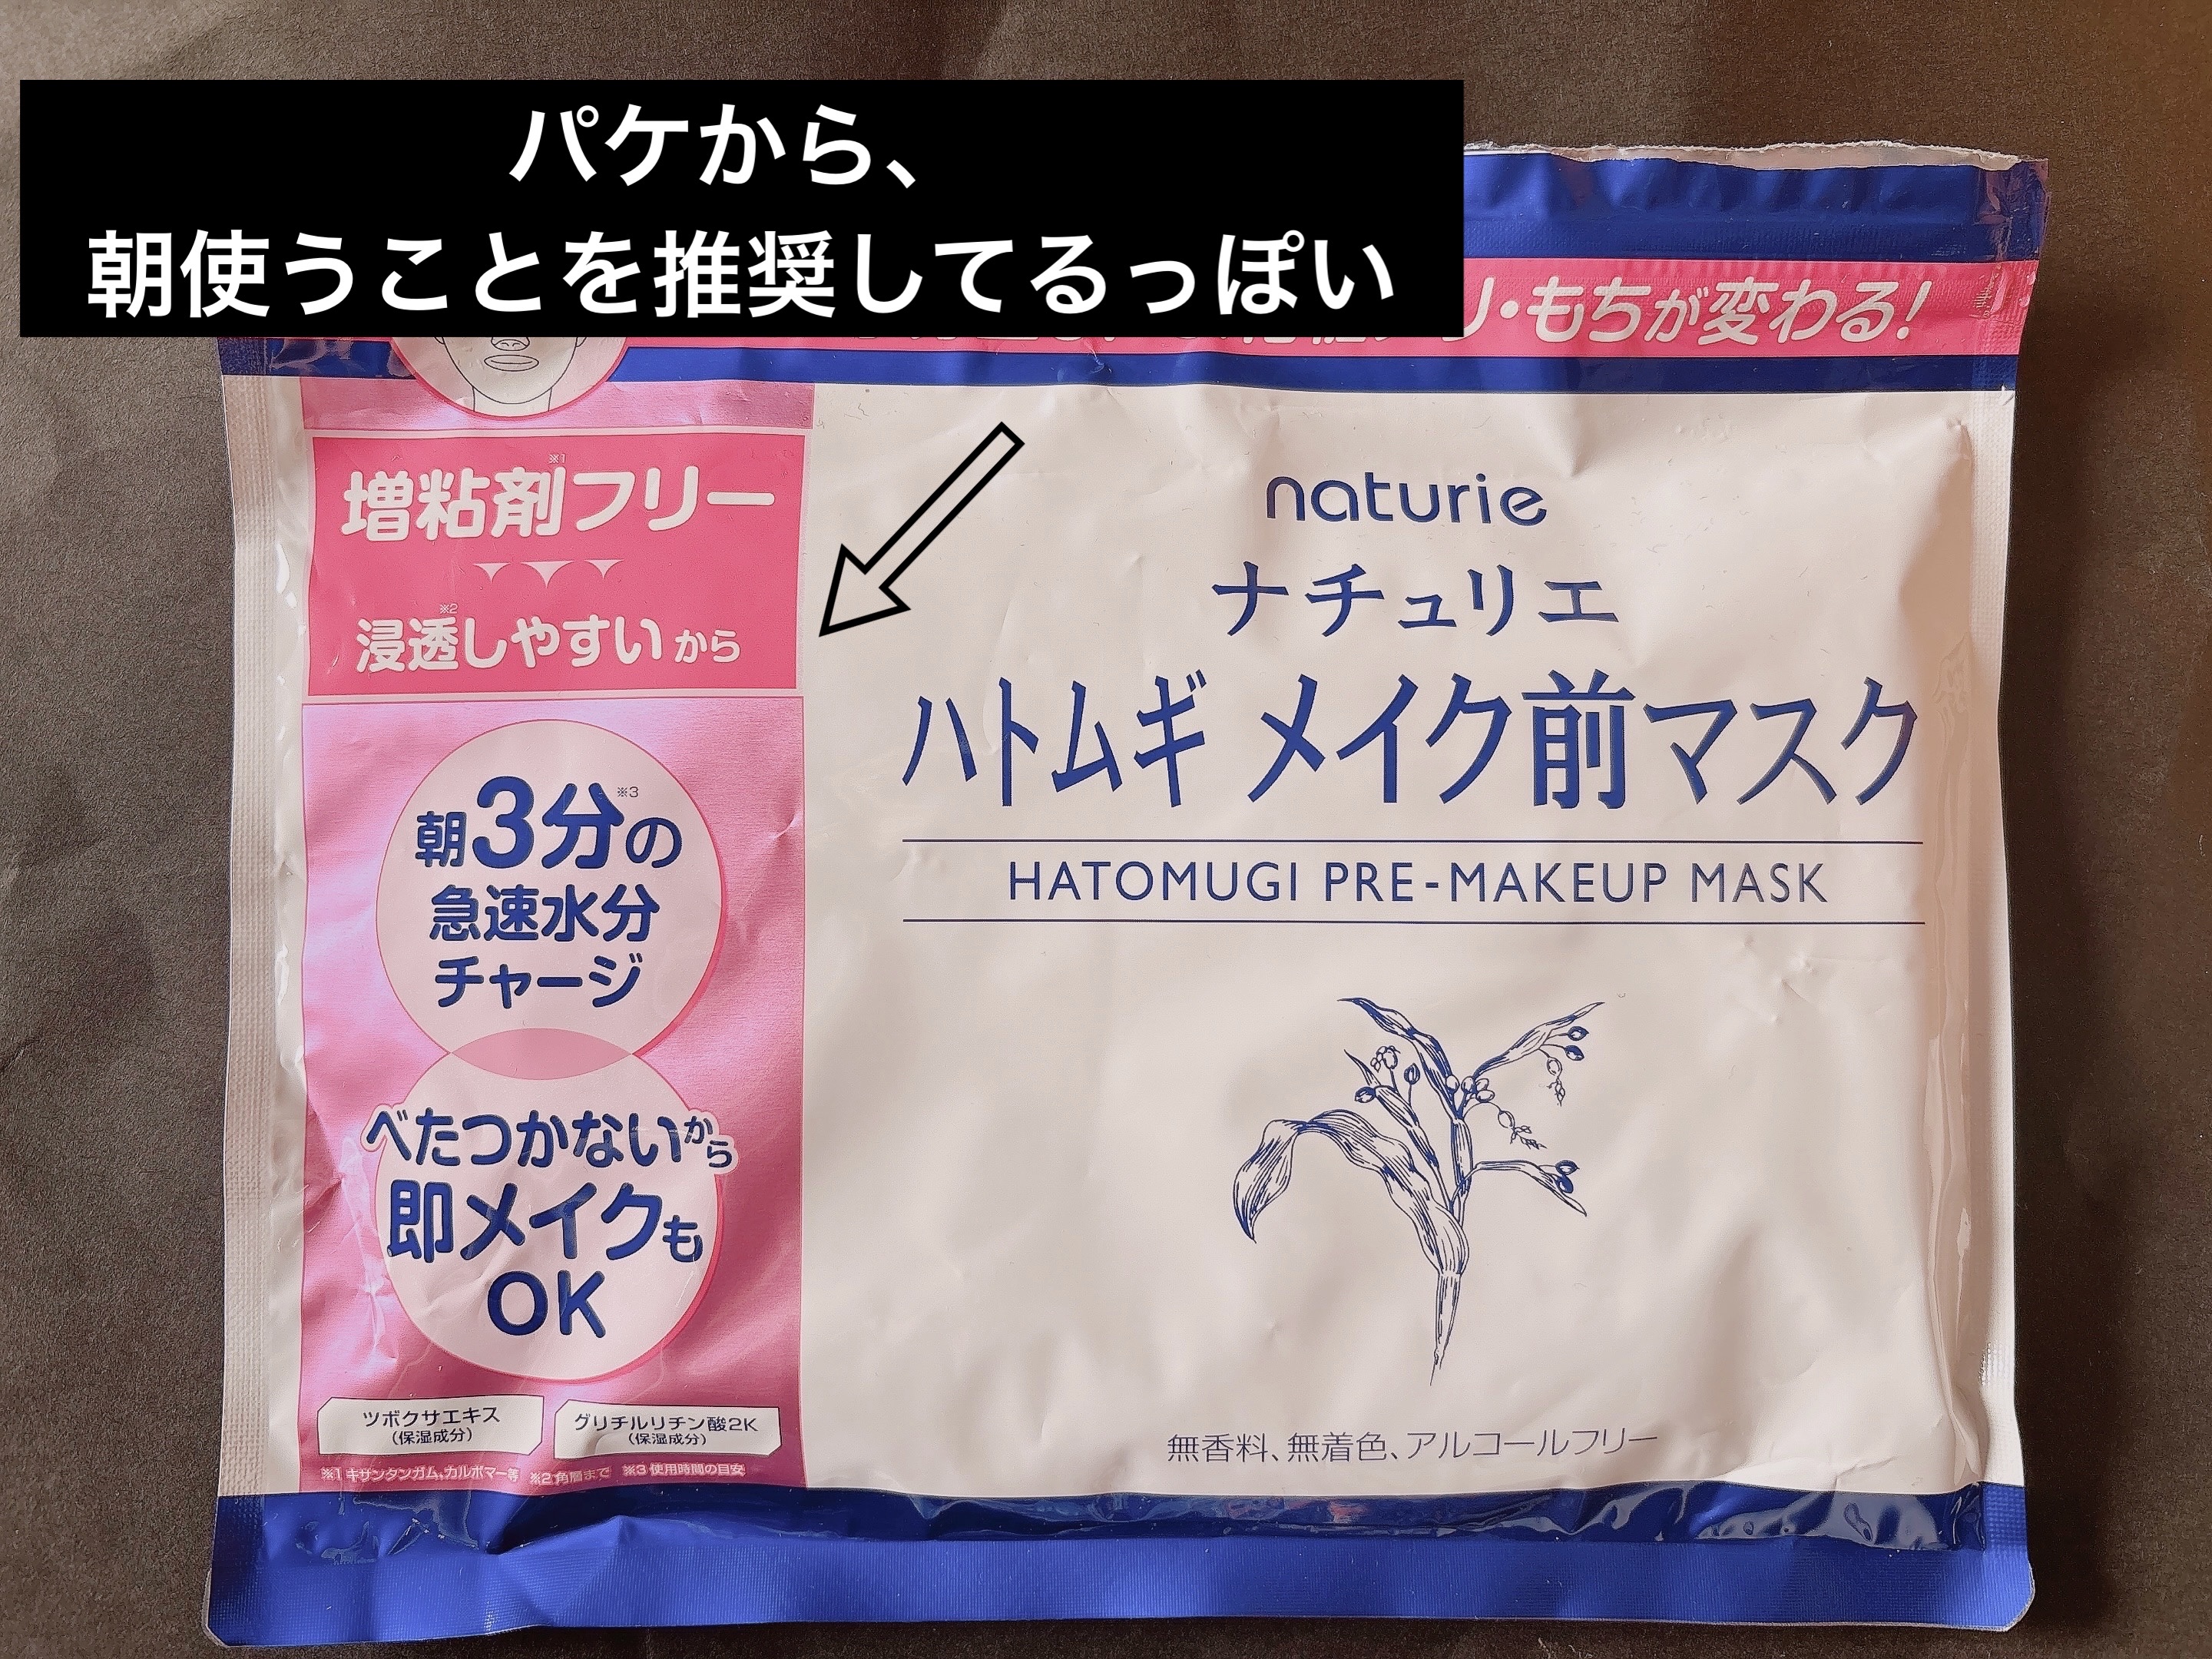 パケから、
朝使うことを推奨してるっぽい
・もちが変わる!
増粘剤※1フリー
浸透※2しやすいから
朝3分※3の
急速水分
チャージ
べたつかないから
即メイクも
OK
ツボクサエキス
(保湿成分)
グリチルリチン酸2K
(保湿成分)
※1 キサンタンガム、カルボマー等 ※2 角層まで ※3 使用時間の目安
naturie
ナチュリエ
ハトムギ メイク前マスク
HATOMUGI PRE-MAKEUP MASK
無香料、無着色、アルコールフリー